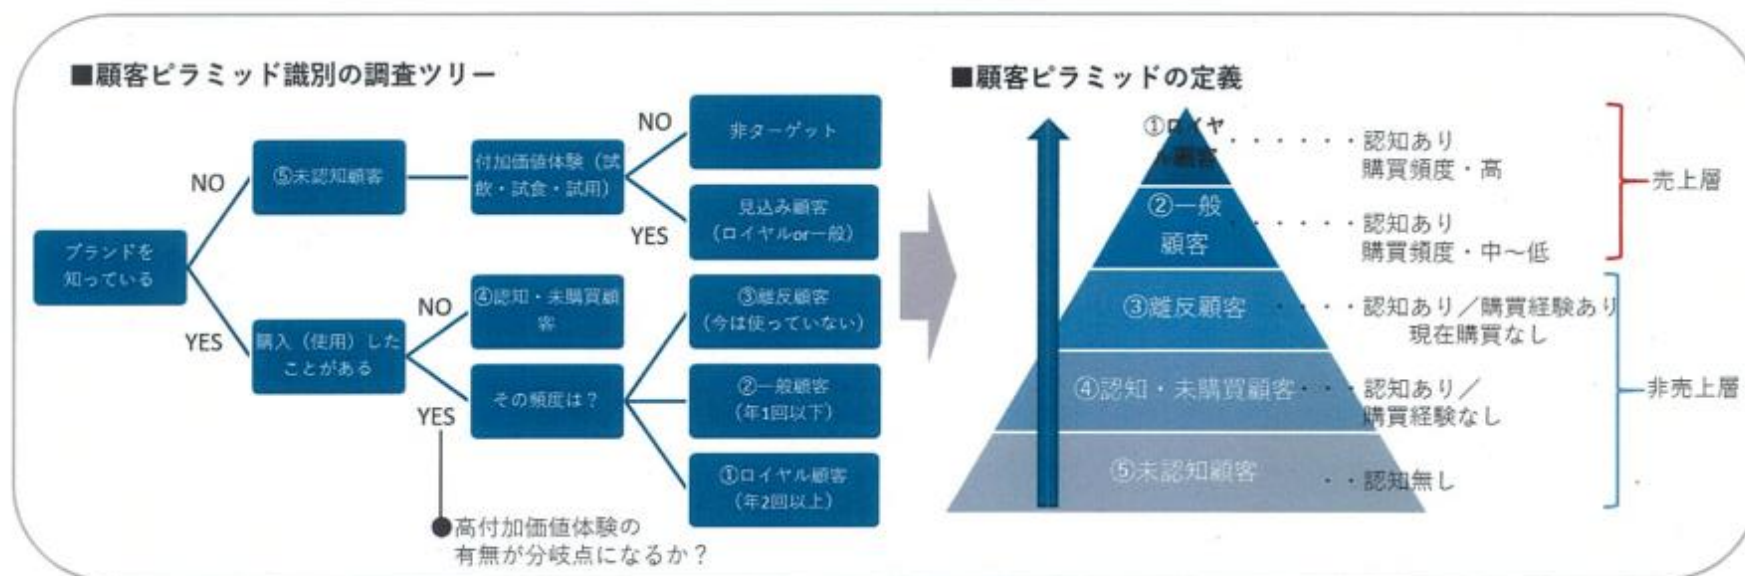 ■顧客ピラミッド識別の調査ツリー
ブランドを
知っている
NO
YES
⑤未認知顧客
付加価値体験（試
飲・試食・試用）
NO
YES
非ターゲット
見込み顧客
（ロイヤルor一般）
購入（使用）した
ことがある
NO
YES
④認知・未購買顧
客
その頻度は？
③離反顧客
（今は使っていない）
②一般顧客
（年1回以下）
①ロイヤル顧客
（年2回以上）
●高付加価値体験の
有無が分岐点になるか？
■顧客ピラミッドの定義
①ロイヤ
ル顧客
・・・・・・・認知あり
購買頻度・高
②一般
顧客
・・・・・・・認知あり
購買頻度・中～低
③離反顧客
・・・・認知あり／購買経験あり
現在購買なし
④認知・未購買顧客
・・・認知あり／
購買経験なし
⑤未認知顧客
・・認知無し
売上層
非売上層